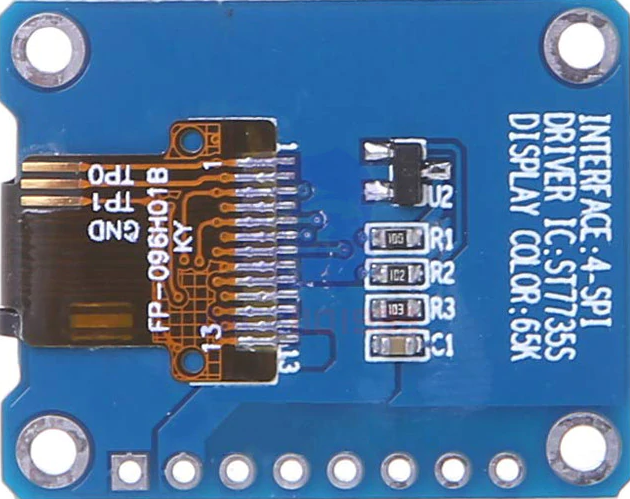 INTERFACE:4-SPI
DRIVER IC:ST7735S
DISPLAY COLOR:65K
U2
R1
R2
R3
C1
102
103
1
13
1
13
TP0
TP1
GND
FP-096H01B
KY